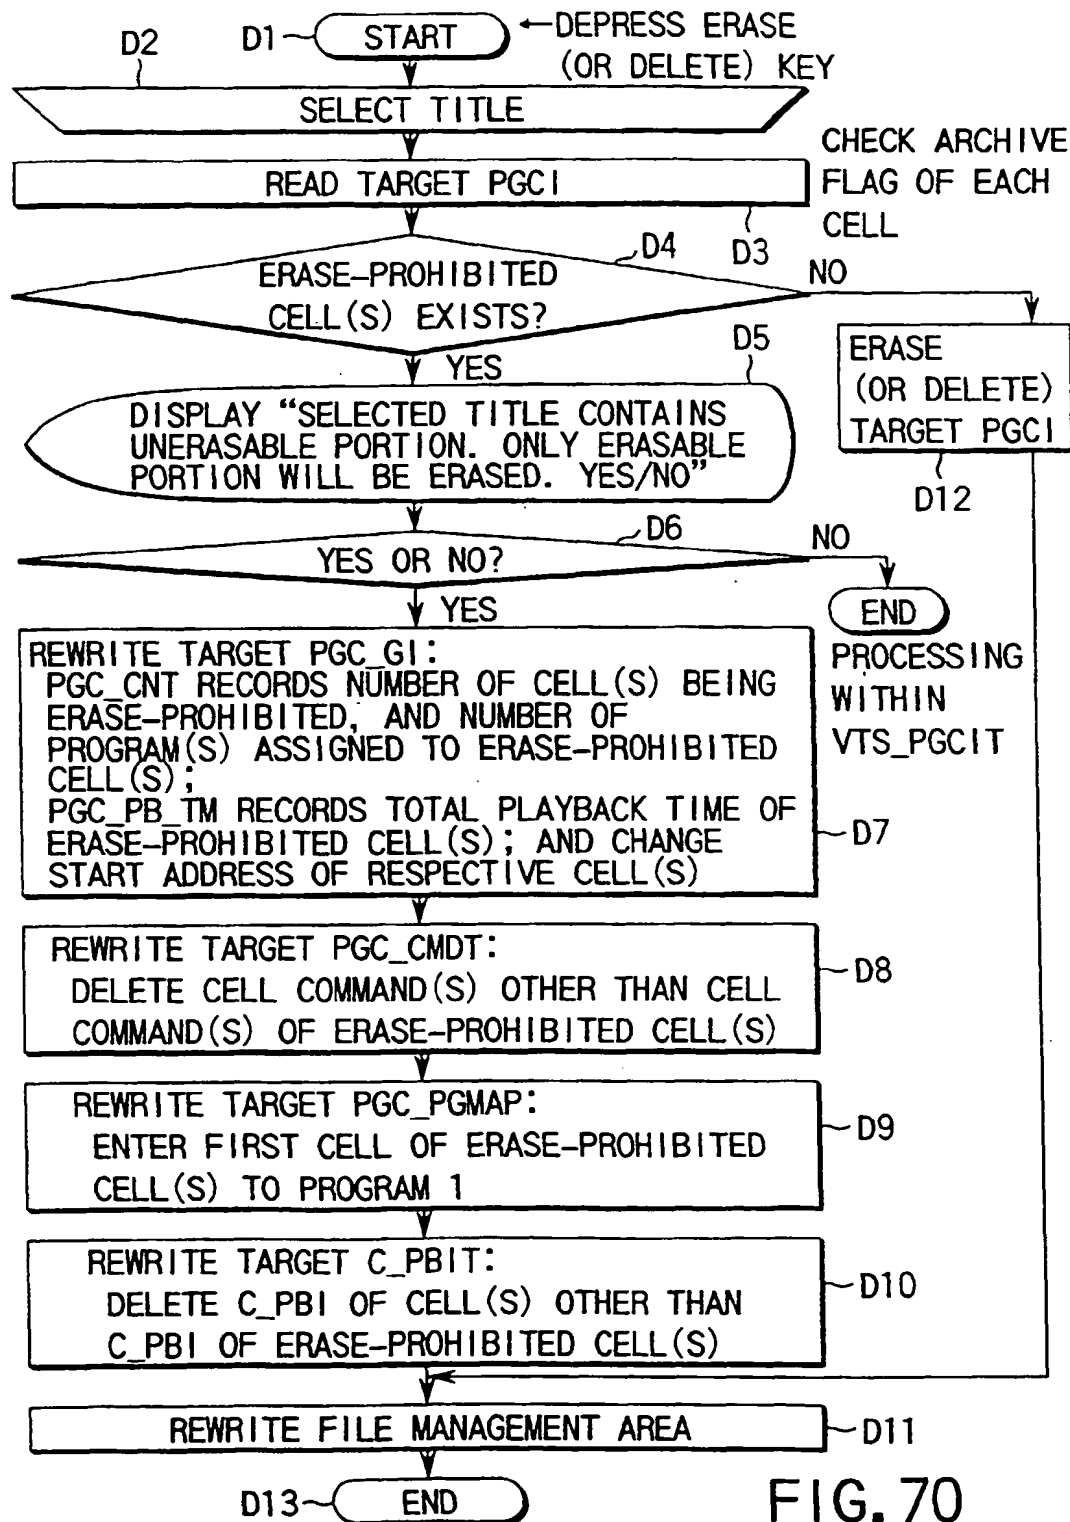 D1
START
DEPRESS ERASE
(OR DELETE) KEY
D2
SELECT TITLE
READ TARGET PGCI
D3
CHECK ARCHIVE
FLAG OF EACH
CELL
D4
ERASE-PROHIBITED
CELL(S) EXISTS?
NO
YES
D5
DISPLAY “SELECTED TITLE CONTAINS
UNERASABLE PORTION. ONLY ERASABLE
PORTION WILL BE ERASED. YES/NO”
ERASE
(OR DELETE)
TARGET PGCI
D12
D6
YES OR NO?
NO
YES
END
PROCESSING
WITHIN
VTS_PGCIT
REWRITE TARGET PGC_GI:
PGC_CNT RECORDS NUMBER OF CELL(S) BEING
ERASE-PROHIBITED, AND NUMBER OF
PROGRAM(S) ASSIGNED TO ERASE-PROHIBITED
CELL(S);
PGC_PB_TM RECORDS TOTAL PLAYBACK TIME OF
ERASE-PROHIBITED CELL(S); AND CHANGE
START ADDRESS OF RESPECTIVE CELL(S)
D7
REWRITE TARGET PGC_CMDT:
DELETE CELL COMMAND(S) OTHER THAN CELL
COMMAND(S) OF ERASE-PROHIBITED CELL(S)
D8
REWRITE TARGET PGC_PGMAP:
ENTER FIRST CELL OF ERASE-PROHIBITED
CELL(S) TO PROGRAM 1
D9
REWRITE TARGET C_PBIT:
DELETE C_PBI OF CELL(S) OTHER THAN
C_PBI OF ERASE-PROHIBITED CELL(S)
D10
REWRITE FILE MANAGEMENT AREA
D11
D13
END
FIG. 70